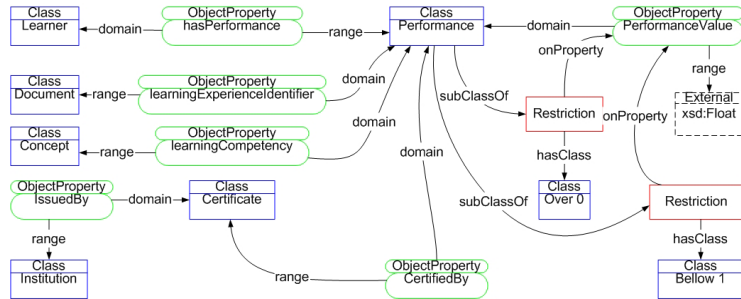 Class
Learner
domain
ObjectProperty
hasPerformance
range
Class
Performance
domain
ObjectProperty
PerformanceValue
onProperty
range
Class
Document
range
ObjectProperty
learningExperienceIdentifier
domain
subClassOf
Restriction
onProperty
External
xsd:Float
Class
Concept
range
ObjectProperty
learningCompetency
domain
domain
hasClass
ObjectProperty
IssuedBy
domain
Class
Certificate
subClassOf
Class
Over 0
Restriction
range
hasClass
Class
Institution
range
ObjectProperty
CertifiedBy
Class
Bellow 1